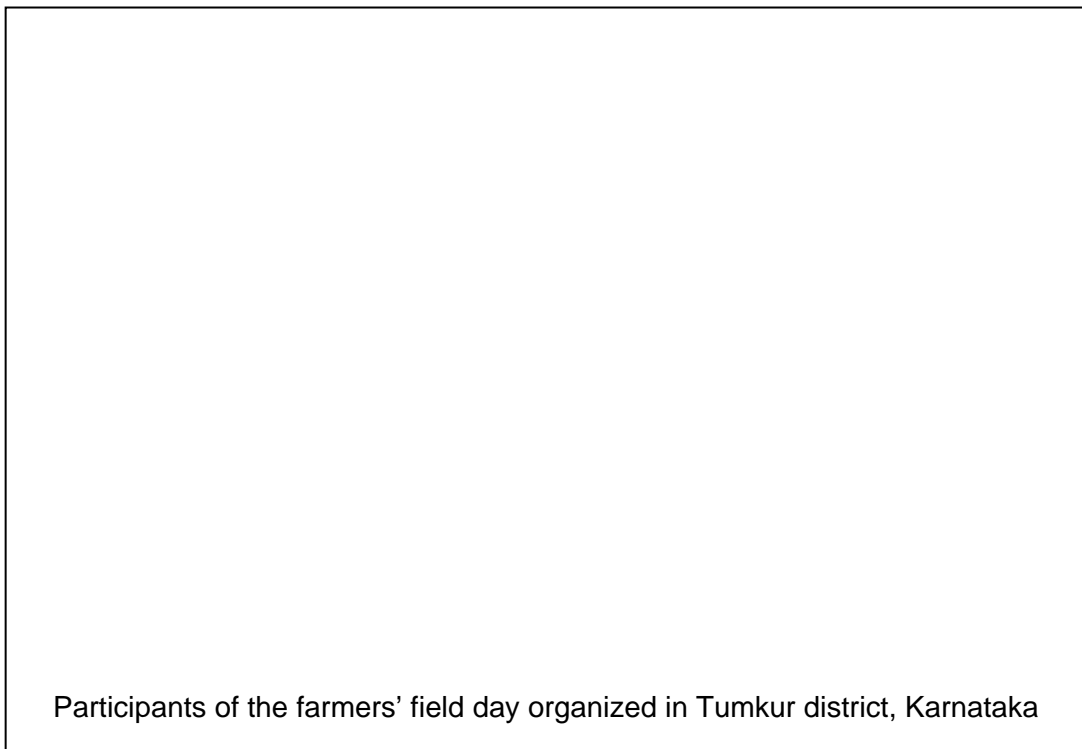 Participants of the farmers’ field day organized in Tumkur district, Karnataka